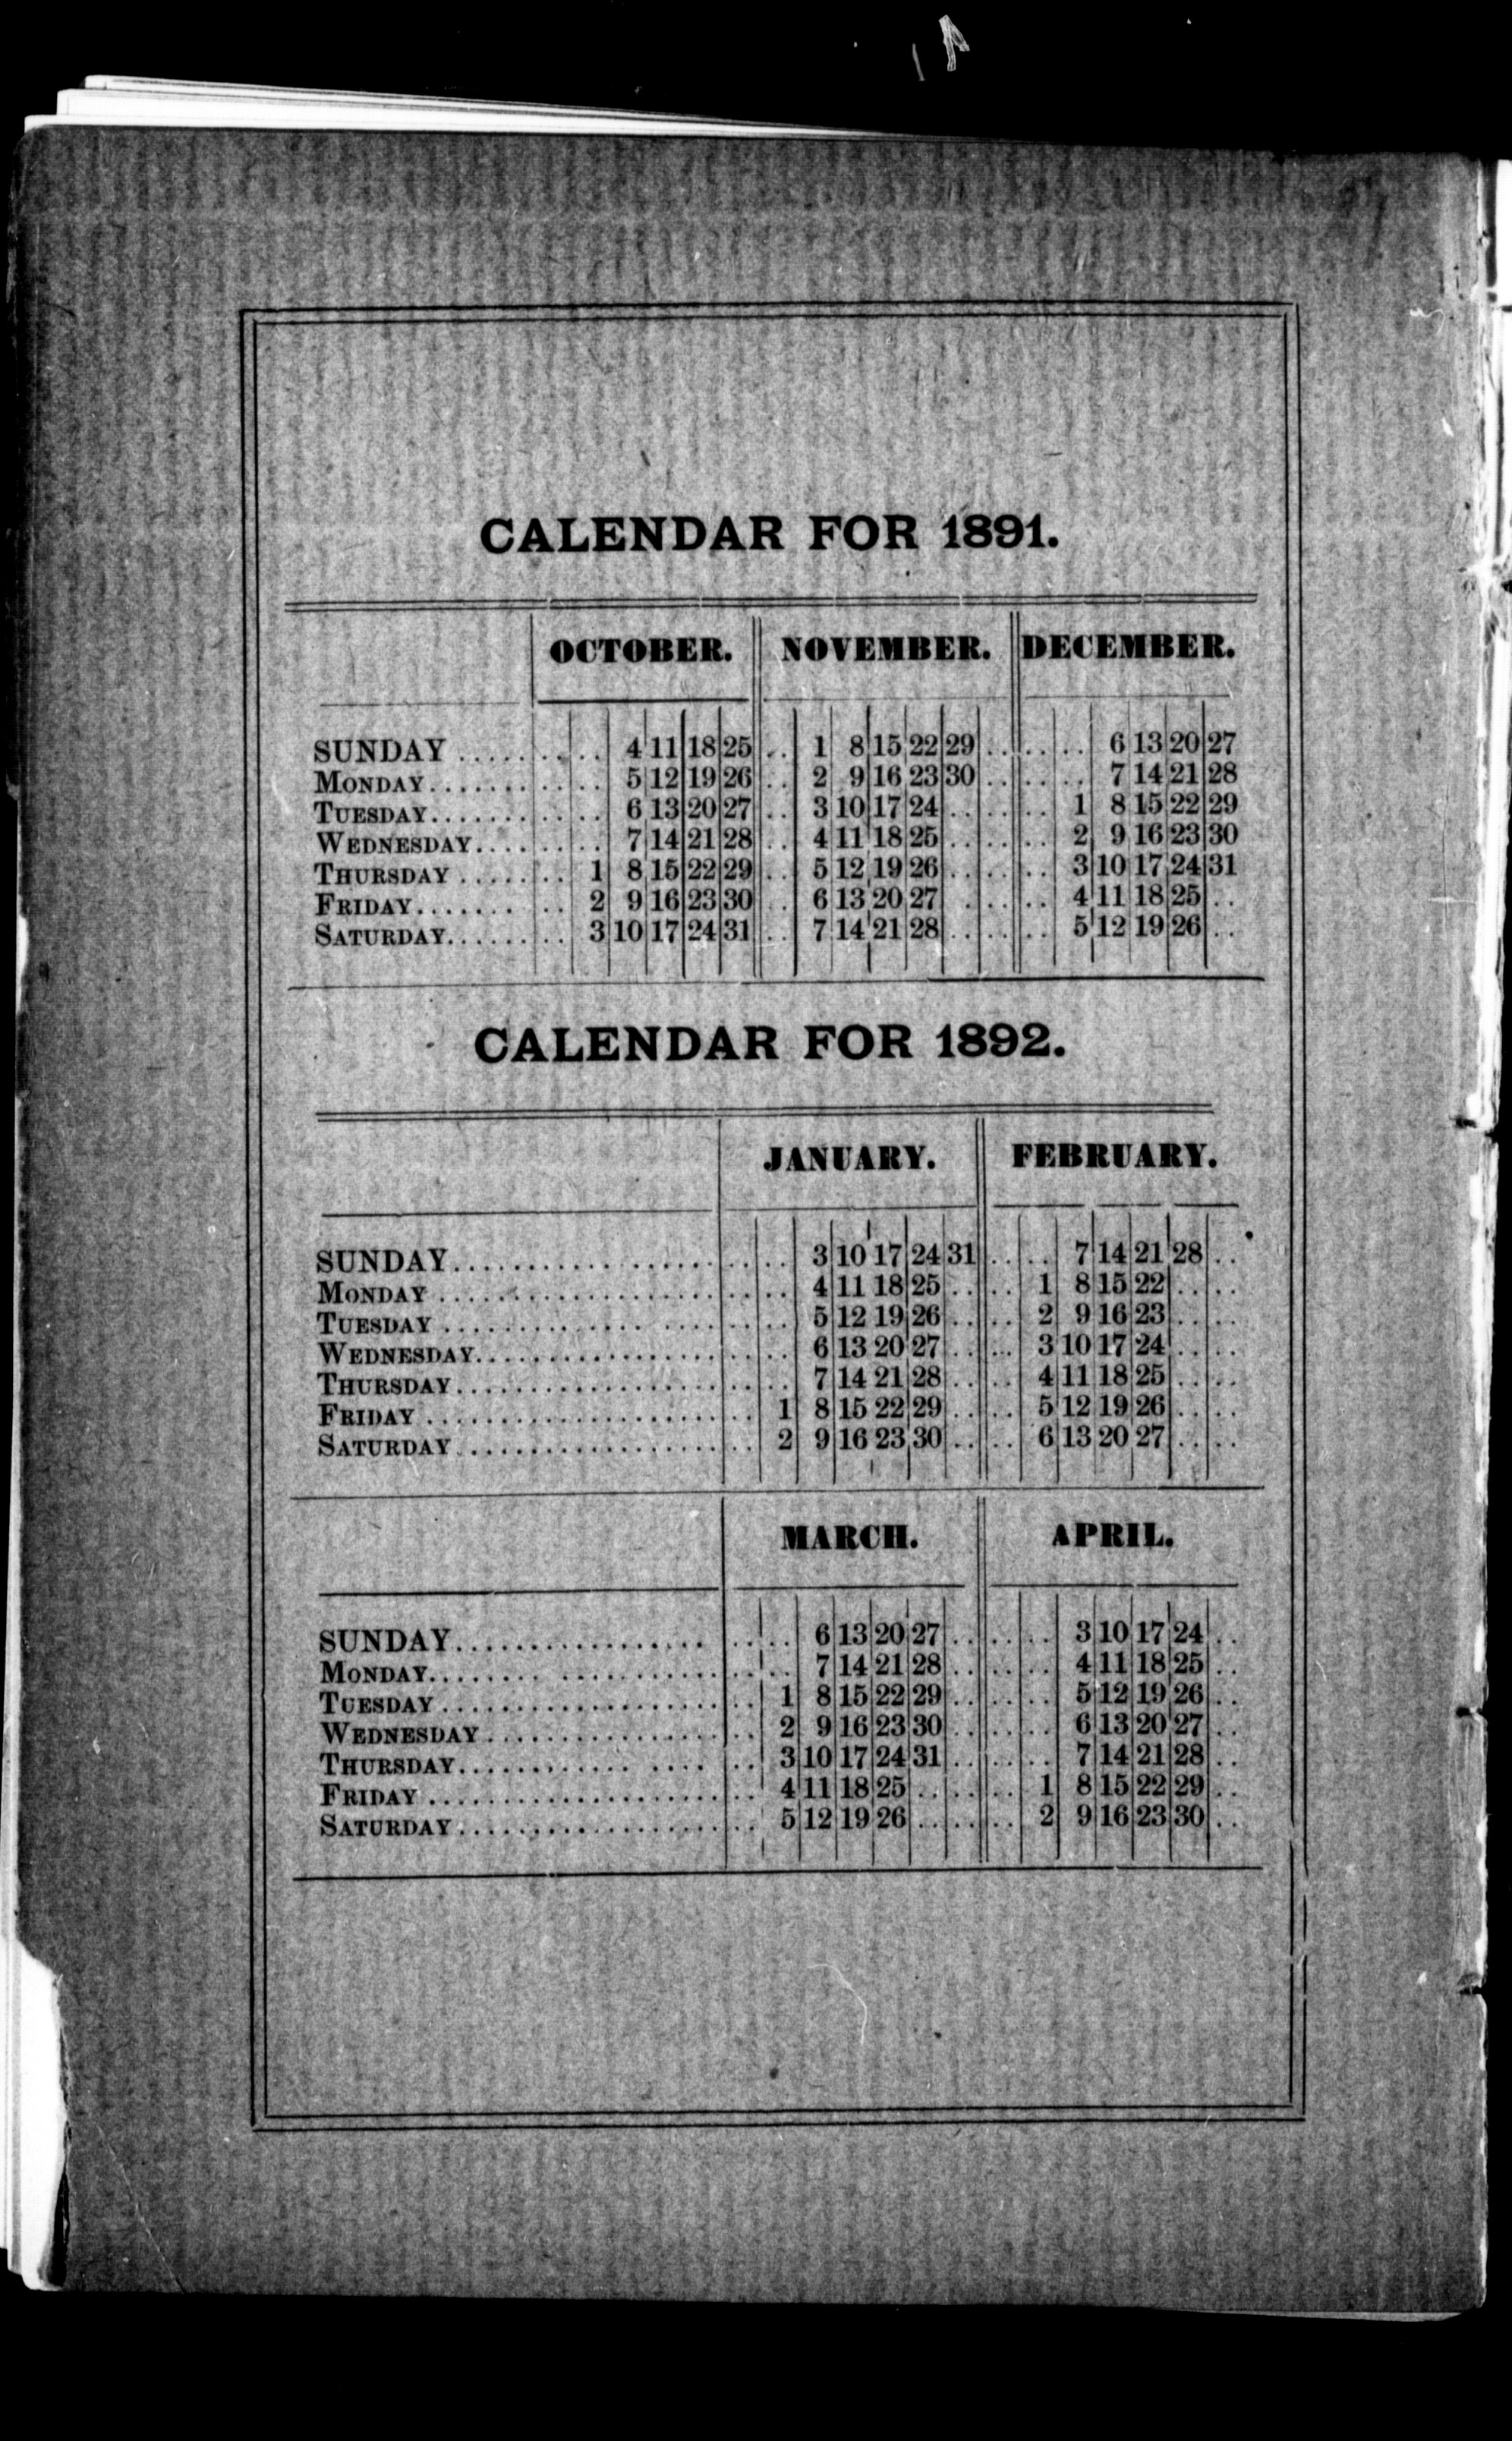 CALENDAR FOR 1891.
OCTOBER. NOVEMBER. DECEMBER.
SUNDAY 4 11 18 25 1 8 15 22 29 6 13 20 27
MONDAY 5 12 19 26 2 9 16 23 30 7 14 21 28
TUESDAY 6 13 20 27 3 10 17 24 1 8 15 22 29
WEDNESDAY 7 14 21 28 4 11 18 25 2 9 16 23 30
THURSDAY 1 8 15 22 29 5 12 19 26 3 10 17 24 31
FRIDAY 2 9 16 23 30 6 13 20 27 4 11 18 25
SATURDAY 3 10 17 24 31 7 14 21 28 5 12 19 26
CALENDAR FOR 1892.
JANUARY. FEBRUARY.
SUNDAY 3 10 17 24 31 7 14 21 28
MONDAY 4 11 18 25 1 8 15 22
TUESDAY 5 12 19 26 2 9 16 23
WEDNESDAY 6 13 20 27 3 10 17 24
THURSDAY 7 14 21 28 4 11 18 25
FRIDAY 1 8 15 22 29 5 12 19 26
SATURDAY 2 9 16 23 30 6 13 20 27
MARCH. APRIL.
SUNDAY 6 13 20 27 3 10 17 24
MONDAY 7 14 21 28 4 11 18 25
TUESDAY 1 8 15 22 29 5 12 19 26
WEDNESDAY 2 9 16 23 30 6 13 20 27
THURSDAY 3 10 17 24 31 7 14 21 28
FRIDAY 4 11 18 25 1 8 15 22 29
SATURDAY 5 12 19 26 2 9 16 23 30